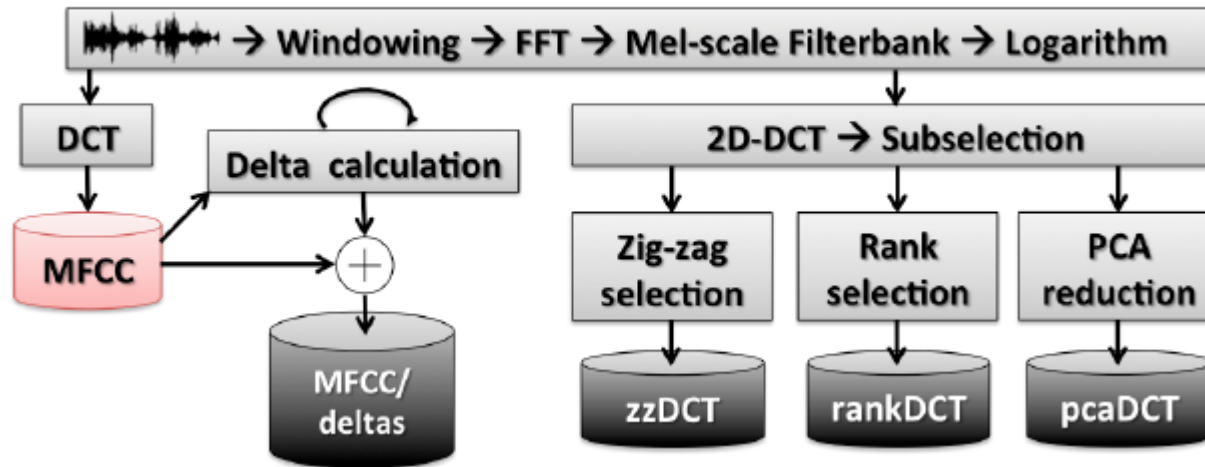 → Windowing → FFT → Mel-scale Filterbank → Logarithm
DCT
Delta calculation
MFCC
+
MFCC/
deltas
2D-DCT → Subselection
Zig-zag
selection
Rank
selection
PCA
reduction
zzDCT
rankDCT
pcaDCT